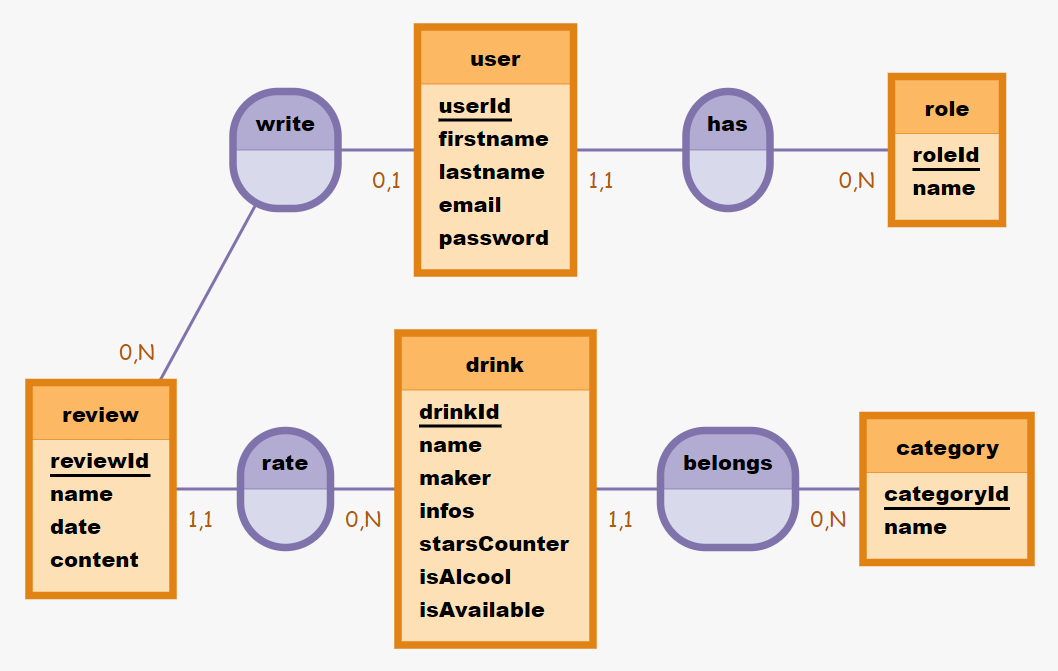 user
userId
firstname
lastname
email
password
write
has
role
roleId
name
0,1
1,1
0,N
0,N
review
reviewId
name
date
content
rate
1,1
0,N
drink
drinkId
name
maker
infos
starsCounter
isAlcool
isAvailable
belongs
1,1
0,N
category
categoryId
name